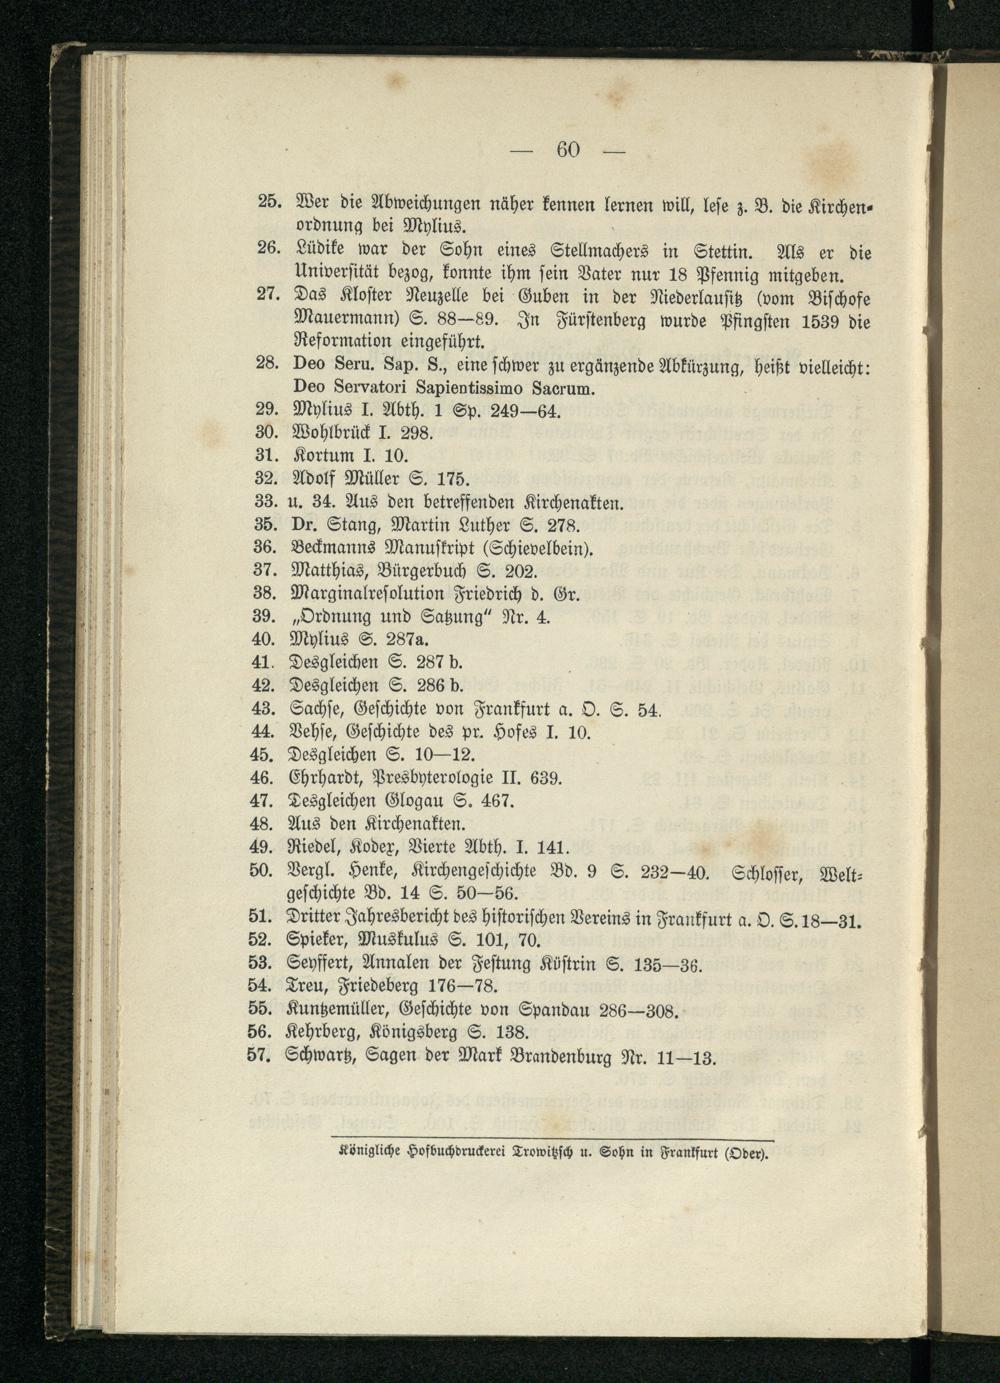 — 60 —
25. Wer die Abweichungen näher kennen lernen will, lese z. B. die Kirchen-
ordnung bei Mylius.
26. Lüdike war der Sohn eines Stellmachers in Stettin. Als er die
Universität bezog, konnte ihm sein Vater nur 18 Pfennig mitgeben.
27. Das Kloster Neuzelle bei Guben in der Niederlausitz (vom Bischofe
Mauermann) S. 88—89. In Fürstenberg wurde Pfingsten 1539 die
Reformation eingeführt.
28. Deo Seru. Sap. S., eine schwer zu ergänzende Abkürzung, heißt vielleicht:
Deo Servatori Sapientissimo Sacrum.
29. Mylius I. Abth. 1 Sp. 249—64.
30. Wohlbrück I. 298.
31. Kortum I. 10.
32. Adolf Müller S. 175.
33. u. 34. Aus den betreffenden Kirchenakten.
35. Dr. Stang, Martin Luther S. 278.
36. Beckmanns Manuskript (Schievelbein).
37. Matthias, Bürgerbuch S. 202.
38. Marginalresolution Friedrich d. Gr.
39. „Ordnung und Satzung“ Nr. 4.
40. Mylius S. 287a.
41. Desgleichen S. 287 b.
42. Desgleichen S. 286 b.
43. Sachse, Geschichte von Frankfurt a. O. S. 54.
44. Vehse, Geschichte des pr. Hofes I. 10.
45. Desgleichen S. 10—12.
46. Ehrhardt, Presbyterologie II. 639.
47. Desgleichen Glogau S. 467.
48. Aus den Kirchenakten.
49. Riedel, Kodex, Vierte Abth. I. 141.
50. Vergl. Henke, Kirchengeschichte Bd. 9 S. 232—40. Schlosser, Welt-
geschichte Bd. 14 S. 50—56.
51. Dritter Jahresbericht des historischen Vereins in Frankfurt a. O. S. 18—31.
52. Spieker, Muskulus S. 101, 70.
53. Seyffert, Annalen der Festung Küstrin S. 135—36.
54. Treu, Friedeberg 176—78.
55. Kuntzemüller, Geschichte von Spandau 286—308.
56. Kehrberg, Königsberg S. 138.
57. Schwartz, Sagen der Mark Brandenburg Nr. 11—13.
Königliche Hofbuchdruckerei Trowitzsch u. Sohn in Frankfurt (Oder).